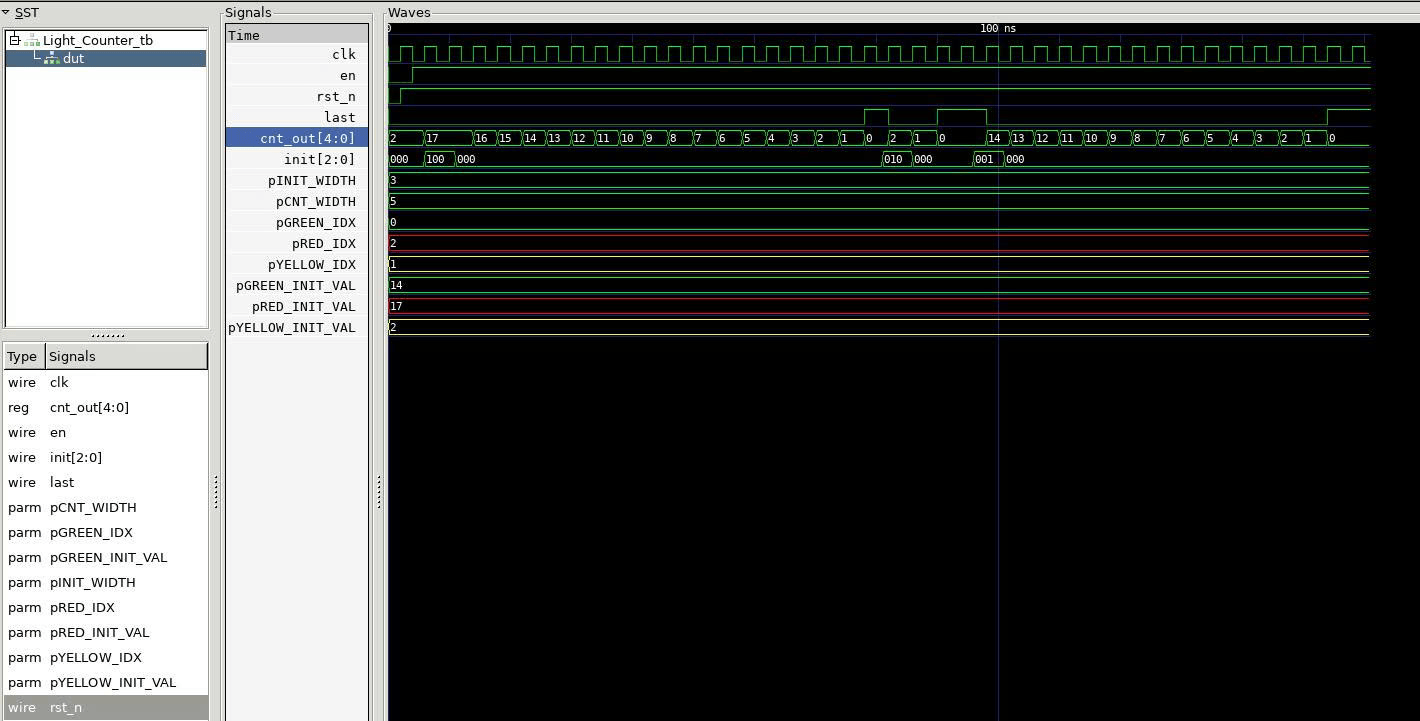 SST
Light_Counter_tb
dut
Type Signals
wire clk
reg cnt_out[4:0]
wire en
wire init[2:0]
wire last
parm pCNT_WIDTH
parm pGREEN_IDX
parm pGREEN_INIT_VAL
parm pINIT_WIDTH
parm pRED_IDX
parm pRED_INIT_VAL
parm pYELLOW_IDX
parm pYELLOW_INIT_VAL
wire rst_n
Signals
Time
clk
en
rst_n
last
cnt_out[4:0]
init[2:0]
pINIT_WIDTH
pCNT_WIDTH
pGREEN_IDX
pRED_IDX
pYELLOW_IDX
pGREEN_INIT_VAL
pRED_INIT_VAL
pYELLOW_INIT_VAL
Waves
0 100 ns
2 17 16 15 14 13 12 11 10 9 8 7 6 5 4 3 2 1 0 2 1 0 14 13 12 11 10 9 8 7 6 5 4 3 2 1 0
000 100 000 010 000 001 000
3
5
0
2
1
14
17
2